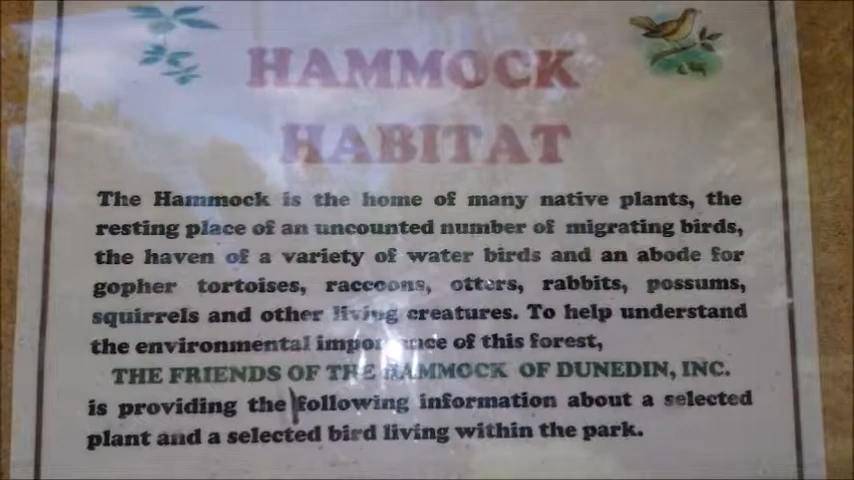 HAMMOCK
HABITAT
The Hammock is the home of many native plants, the
resting place of an uncounted number of migrating birds,
the haven of a variety of water birds and an abode for
gopher tortoises, raccoons, otters, rabbits, possums,
squirrels and other living creatures. To help understand
the environmental importance of this forest,
THE FRIENDS OF THE HAMMOCK OF DUNEDIN, INC.
is providing the following information about a selected
plant and a selected bird living within the park.